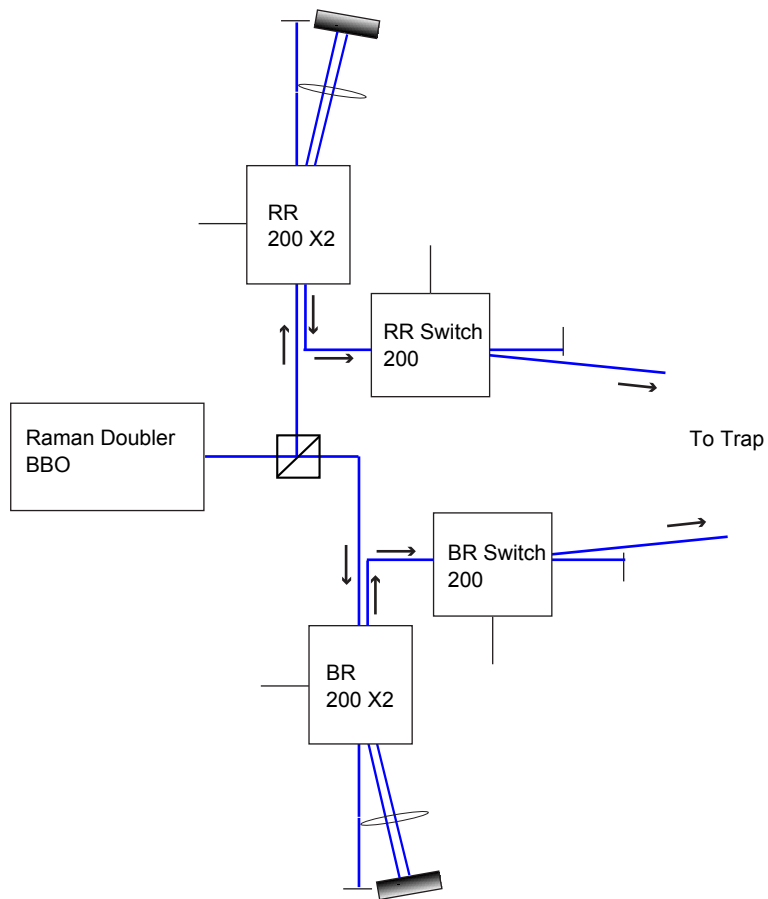 RR
200 X2
RR Switch
200
Raman Doubler
BBO
To Trap
BR Switch
200
BR
200 X2